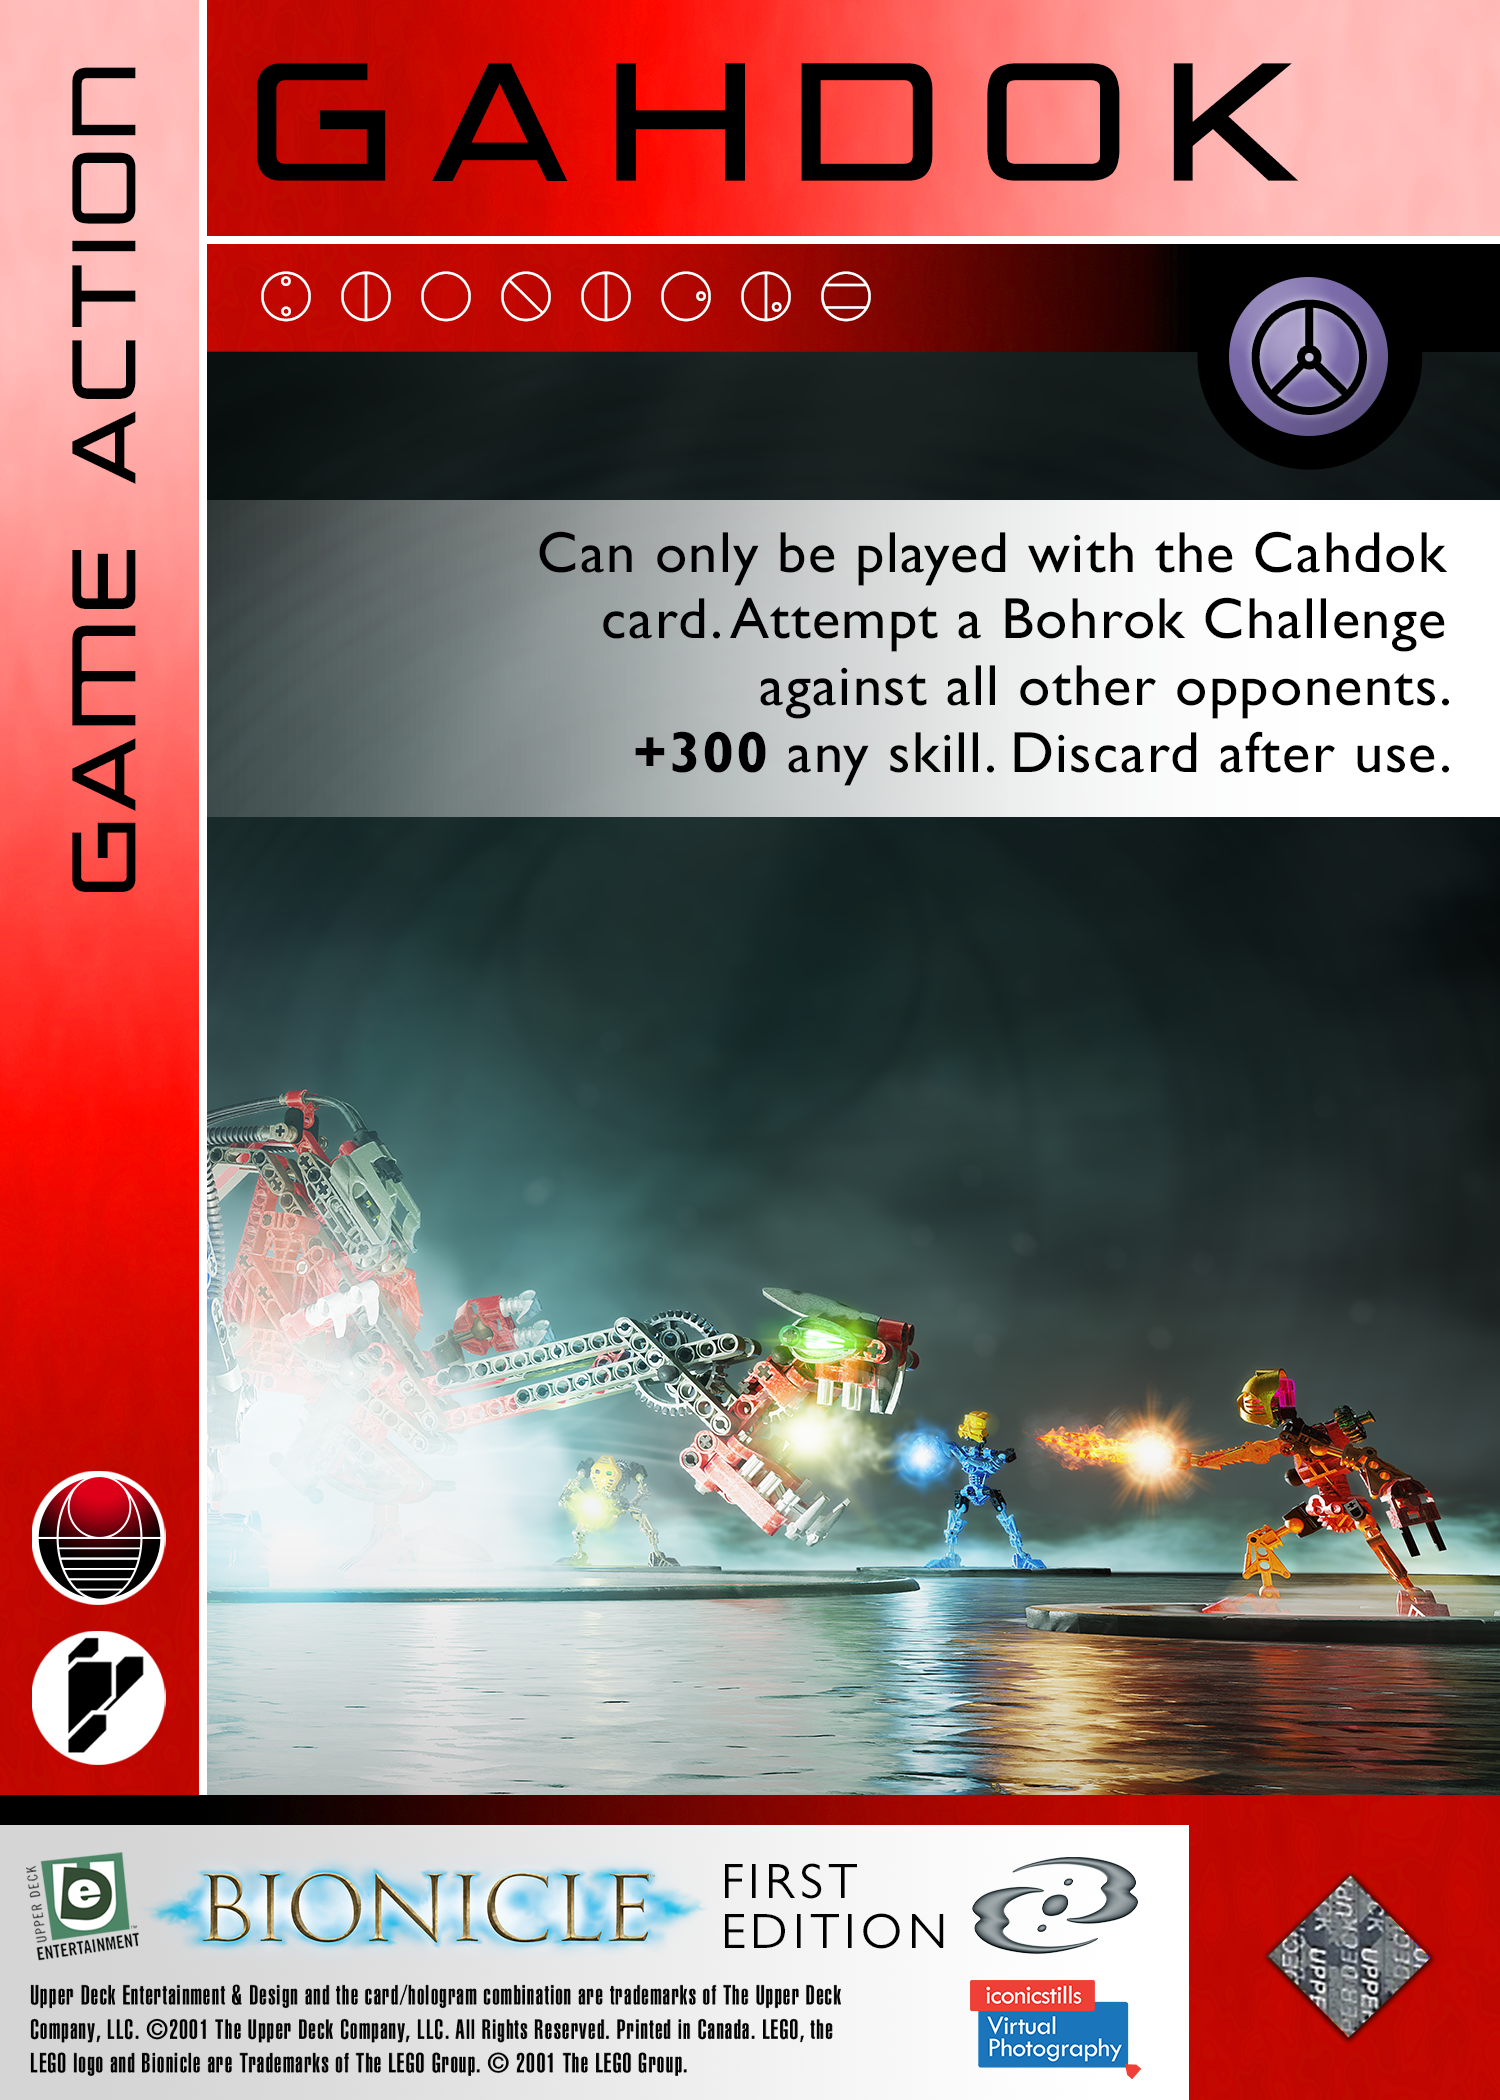 GAHDOK
GAME ACTION
Can only be played with the Cahdok
card. Attempt a Bohrok Challenge
against all other opponents.
+300 any skill. Discard after use.
UPPER DECK
e
ENTERTAINMENT
BIONICLE
FIRST
EDITION
Upper Deck Entertainment & Design and the card/hologram combination are trademarks of The Upper Deck
Company, LLC. ©2001 The Upper Deck Company, LLC. All Rights Reserved. Printed in Canada. LEGO, the
LEGO logo and Bionicle are Trademarks of The LEGO Group. © 2001 The LEGO Group.
iconicstills
Virtual
Photography